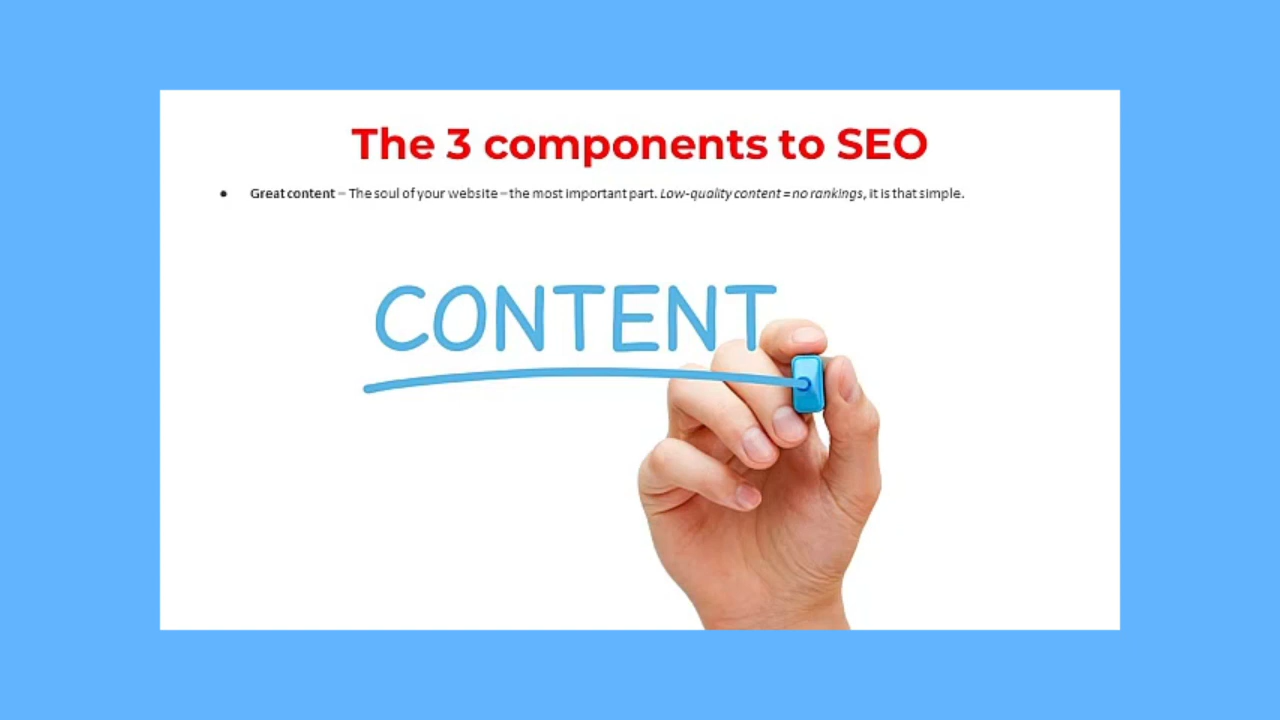 The 3 components to SEO
• Great content – The soul of your website – the most important part. Low-quality content = no rankings, it is that simple.
CONTENT